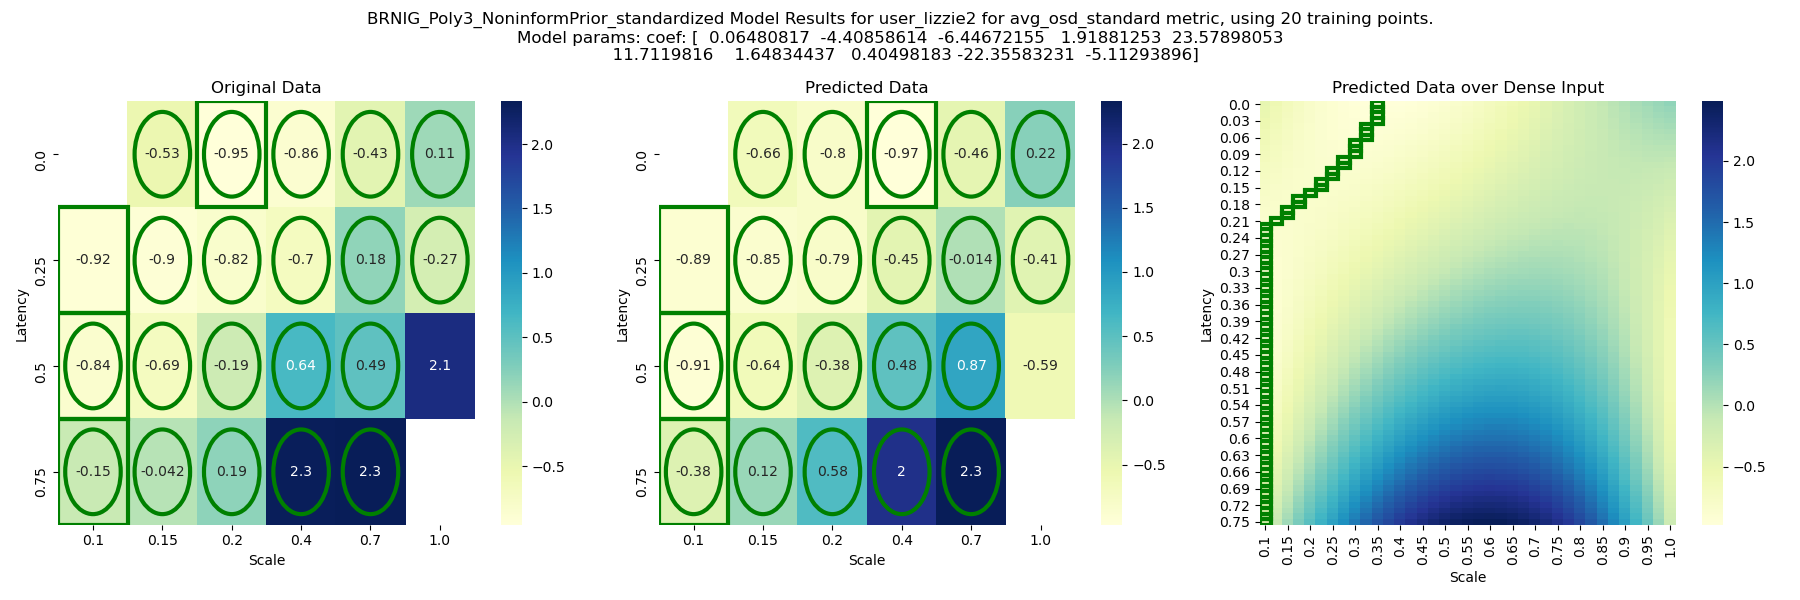 BRNIG_Poly3_NoninformPrior_standardized Model Results for user_lizzie2 for avg_osd_standard metric, using 20 training points.
Model params: coef: [  0.06480817  -4.40858614  -6.44672155   1.91881253  23.57898053
11.7119816    1.64834437   0.40498183 -22.35583231  -5.11293896]
Original Data
Latency
0.0
-0.53 -0.95 -0.86 -0.43 0.11
0.25
-0.92 -0.9 -0.82 -0.7 0.18 -0.27
0.5
-0.84 -0.69 -0.19 0.64 0.49 2.1
0.75
-0.15 -0.042 0.19 2.3 2.3
0.1 0.15 0.2 0.4 0.7 1.0
Scale
2.0
1.5
1.0
0.5
0.0
−0.5
Predicted Data
Latency
0.0
-0.66 -0.8 -0.97 -0.46 0.22
0.25
-0.89 -0.85 -0.79 -0.45 -0.014 -0.41
0.5
-0.91 -0.64 -0.38 0.48 0.87 -0.59
0.75
-0.38 0.12 0.58 2 2.3
0.1 0.15 0.2 0.4 0.7 1.0
Scale
2.0
1.5
1.0
0.5
0.0
−0.5
Predicted Data over Dense Input
Latency
0.0
0.03
0.06
0.09
0.12
0.15
0.18
0.21
0.24
0.27
0.3
0.33
0.36
0.39
0.42
0.45
0.48
0.51
0.54
0.57
0.6
0.63
0.66
0.69
0.72
0.75
0.1 0.15 0.2 0.25 0.3 0.35 0.4 0.45 0.5 0.55 0.6 0.65 0.7 0.75 0.8 0.85 0.9 0.95 1.0
Scale
2.0
1.5
1.0
0.5
0.0
−0.5